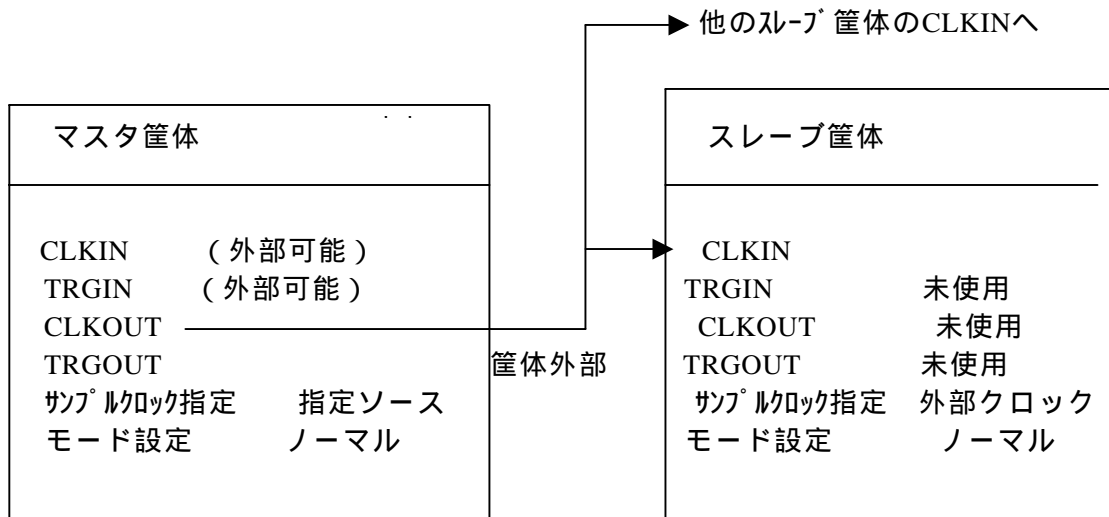 他のｽﾚｰﾌﾞ筐体のCLKINへ
マスタ筐体
CLKIN （外部可能）
TRGIN （外部可能）
CLKOUT
TRGOUT
ｻﾝﾌﾟﾙｸﾛｯｸ指定 指定ソース
モード設定 ノーマル
筐体外部
スレーブ筐体
CLKIN
TRGIN 未使用
CLKOUT 未使用
TRGOUT 未使用
ｻﾝﾌﾟﾙｸﾛｯｸ指定 外部クロック
モード設定 ノーマル